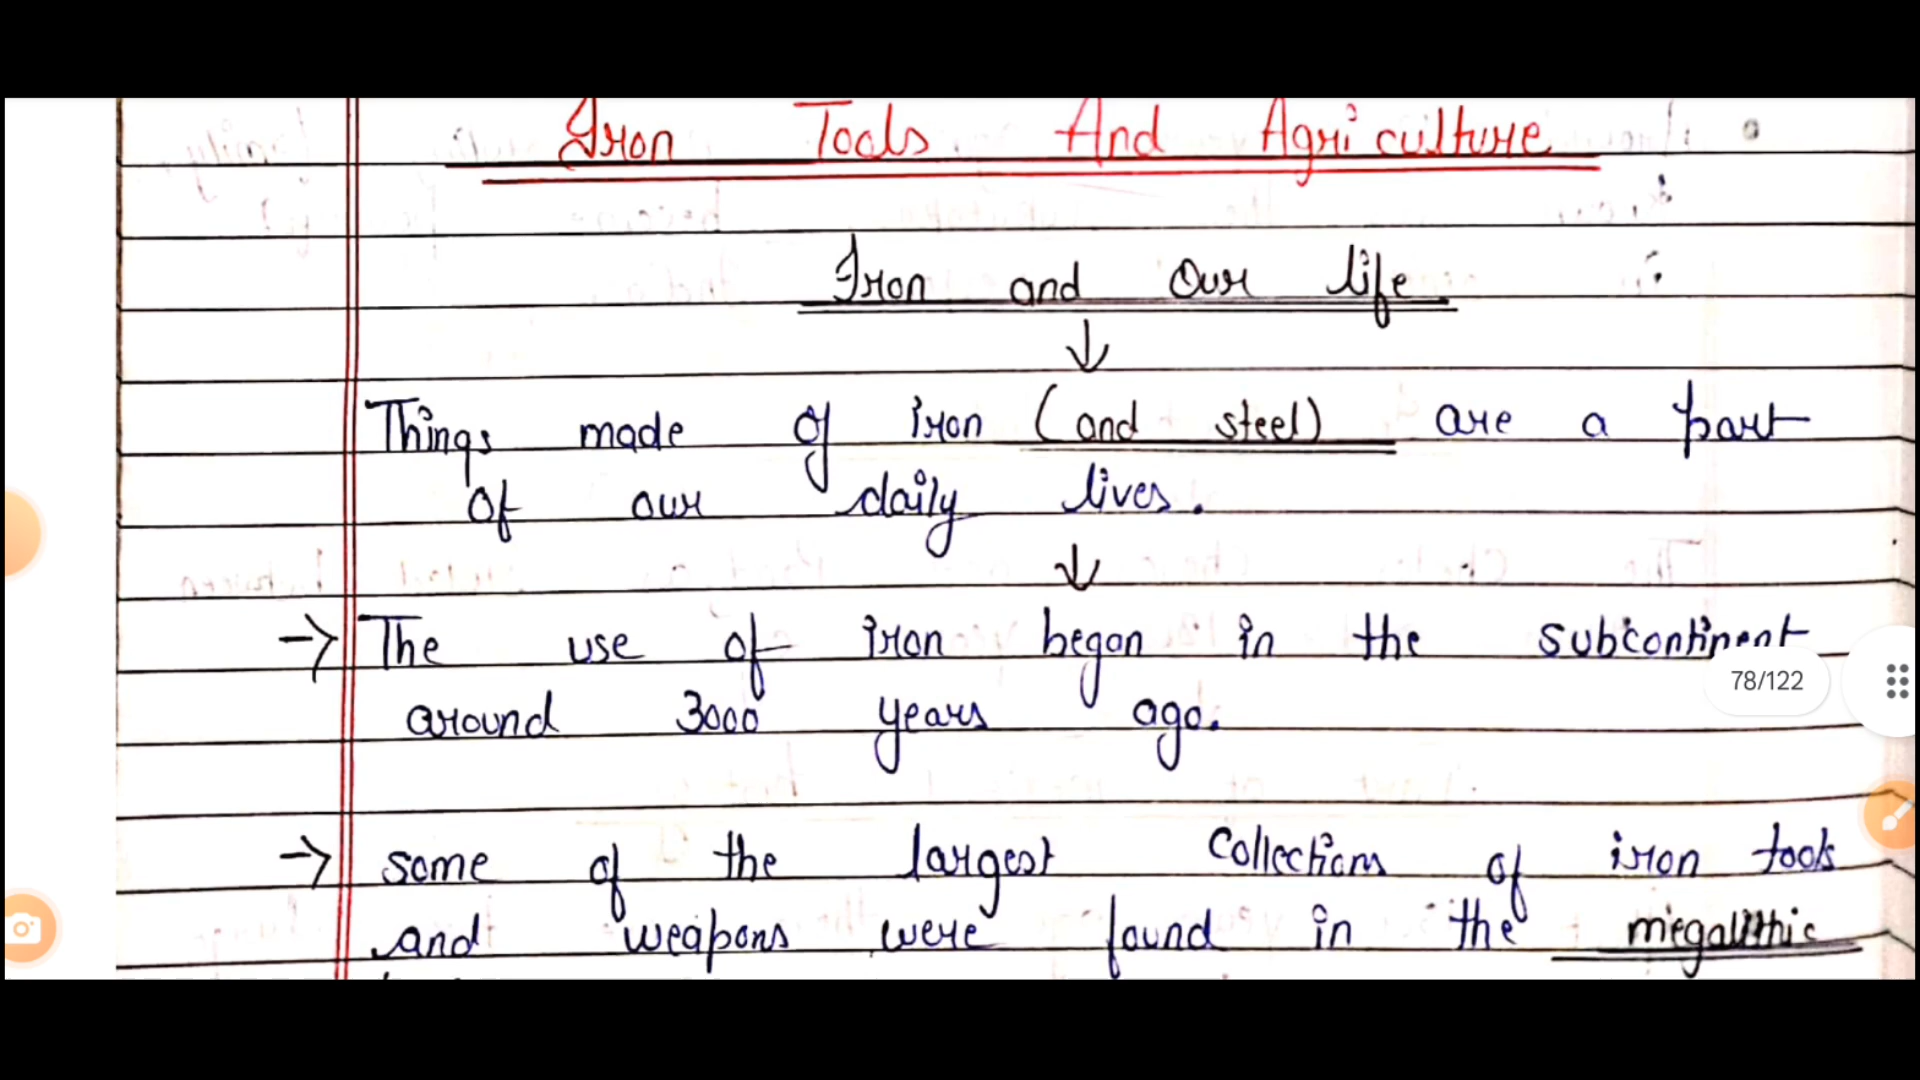 Iron Tools And Agriculture
Iron and Our life
Things made of iron (and steel) are a part
of our daily lives.
→ The use of iron began in the subcontinent
around 3000 years ago.
78/122
→ some of the largest collections of iron tools
and weapons were found in the megalithic